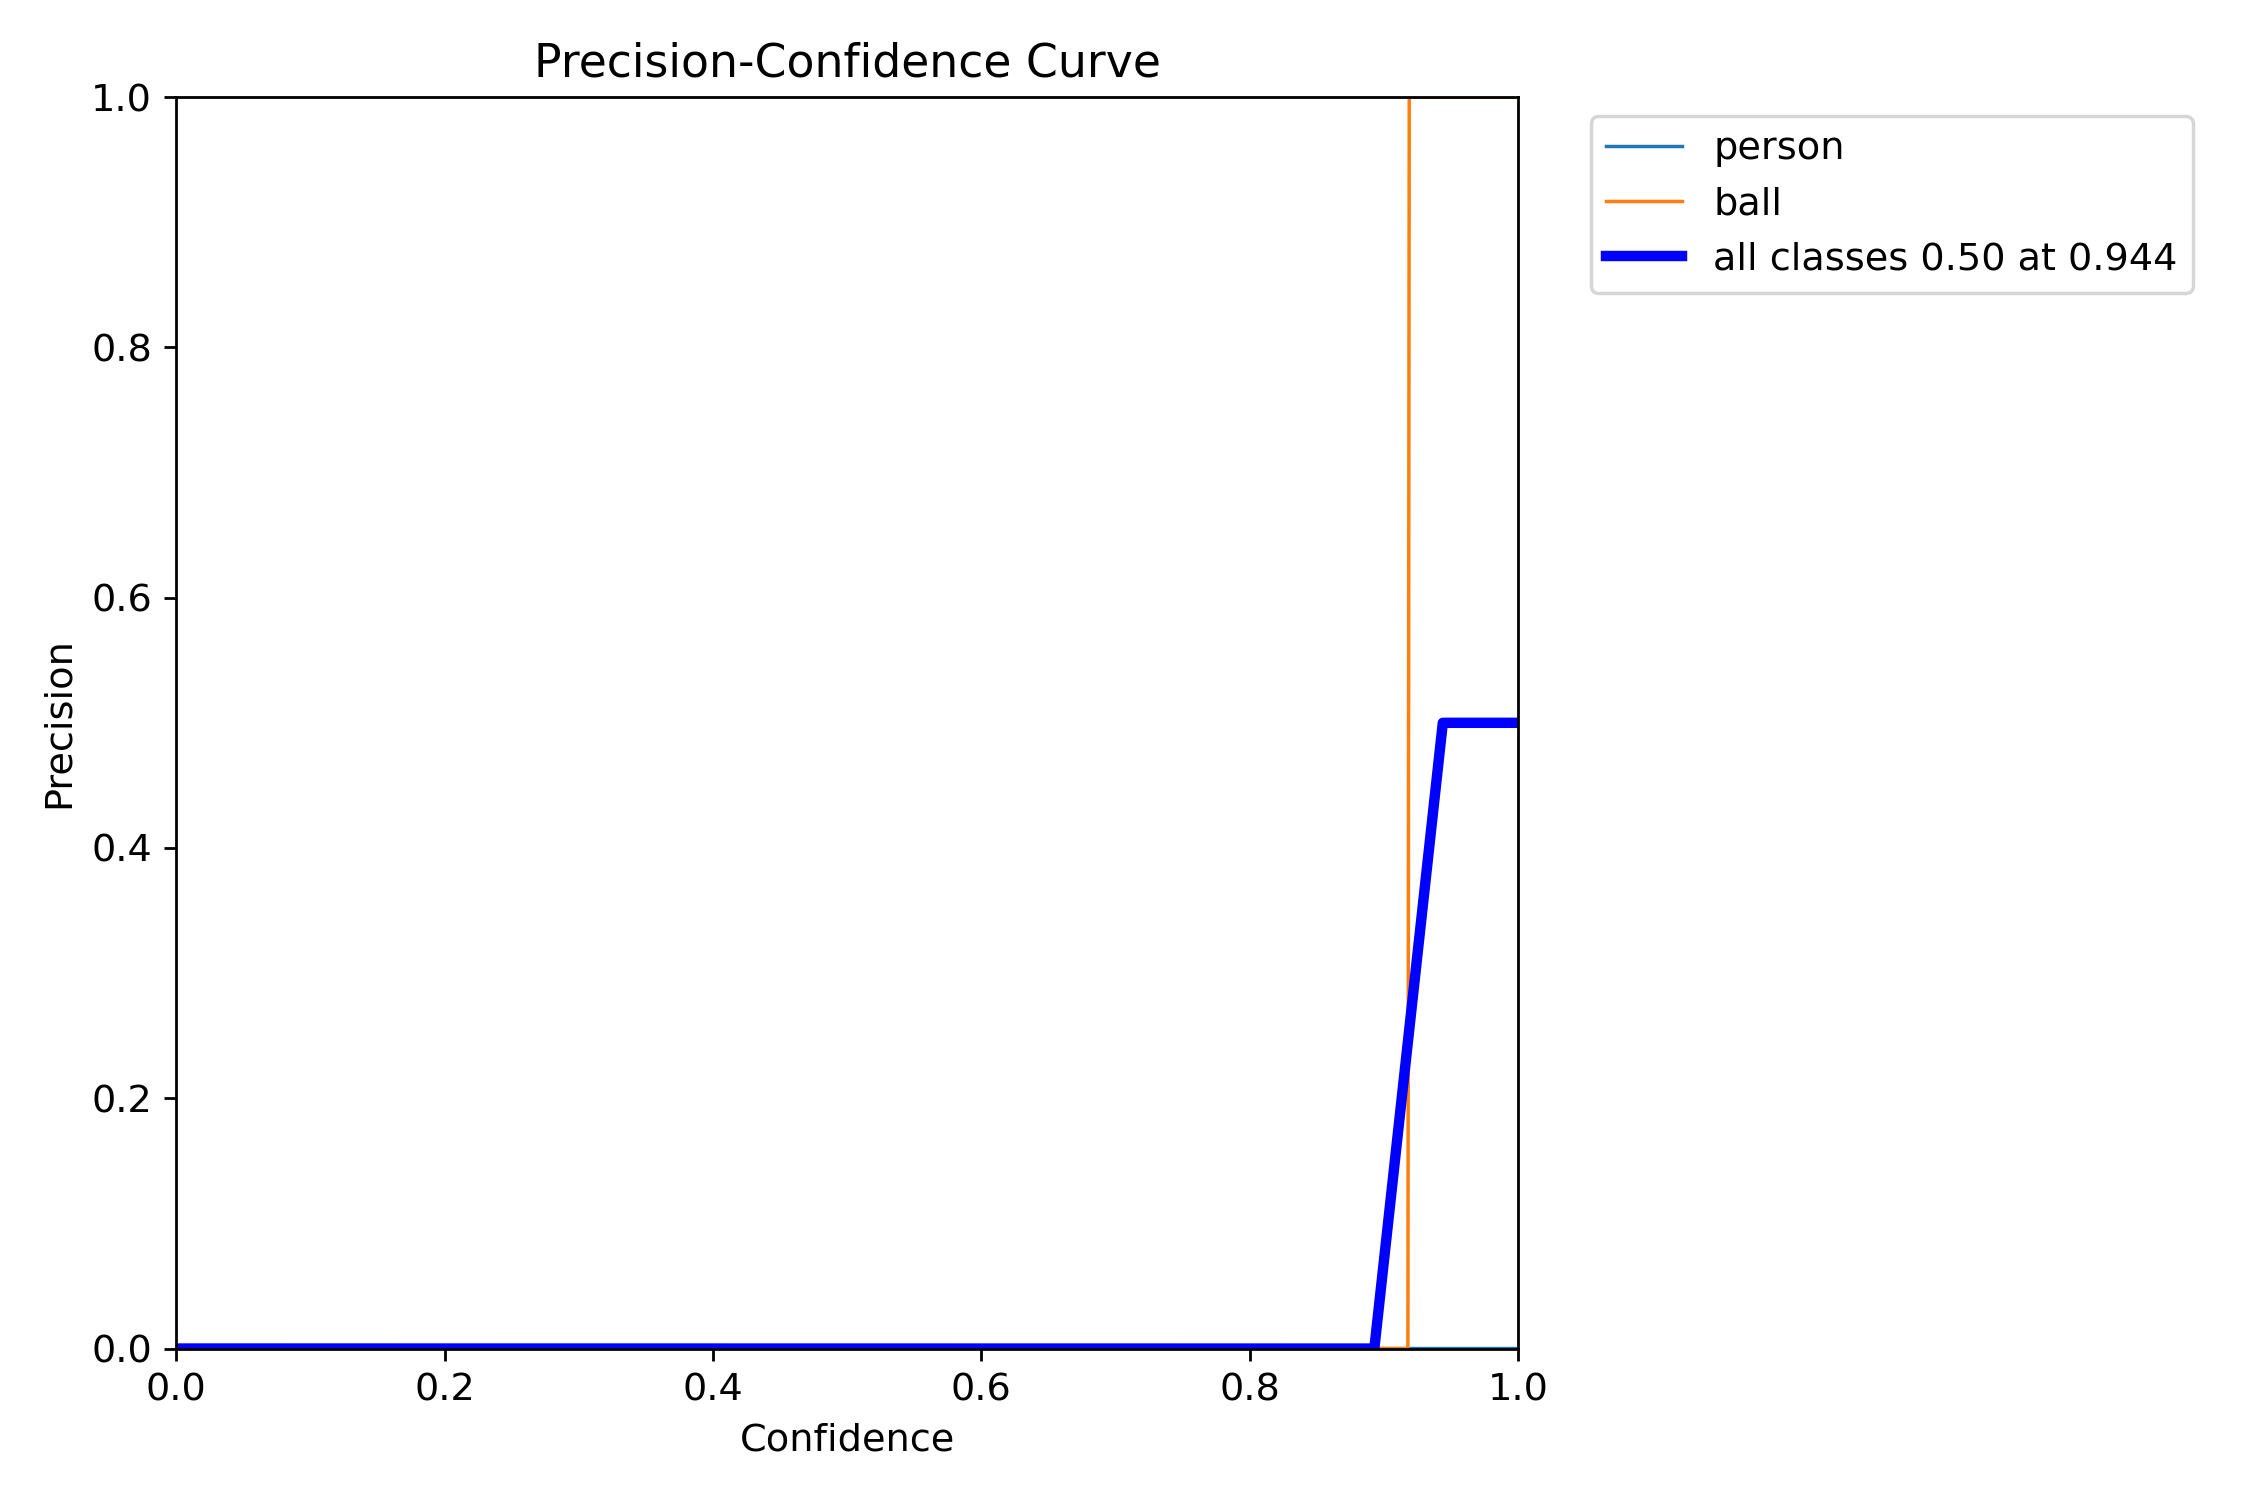 Precision-Confidence Curve
1.0
0.8
0.6
0.4
0.2
0.0
Precision
0.0 0.2 0.4 0.6 0.8 1.0
Confidence
person
ball
all classes 0.50 at 0.944